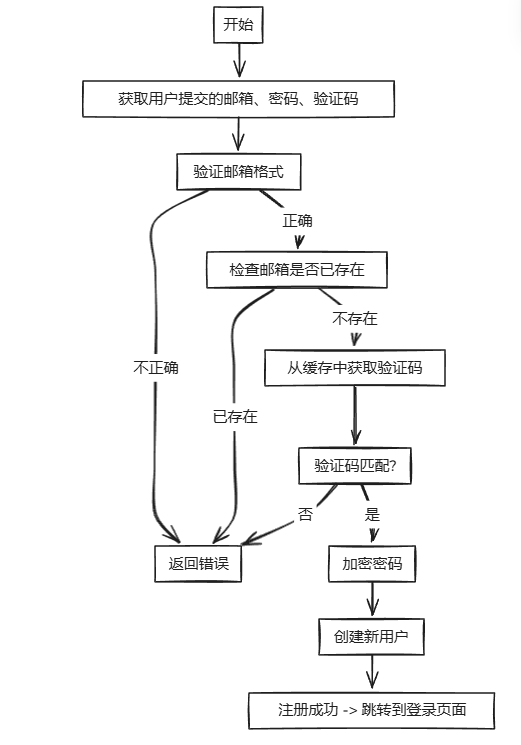 开始
获取用户提交的邮箱、密码、验证码
验证邮箱格式
正确
检查邮箱是否已存在
不存在
不正确
从缓存中获取验证码
已存在
验证码匹配?
否
是
返回错误
加密密码
创建新用户
注册成功 -> 跳转到登录页面